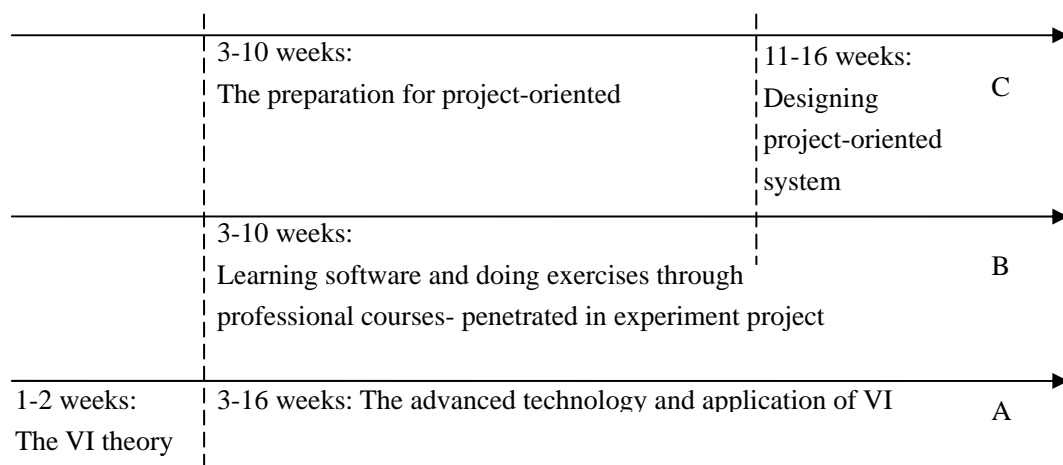 3-10 weeks:
The preparation for project-oriented
11-16 weeks:
Designing
project-oriented
system
C
3-10 weeks:
Learning software and doing exercises through
professional courses- penetrated in experiment project
B
1-2 weeks:
The VI theory
3-16 weeks: The advanced technology and application of VI
A